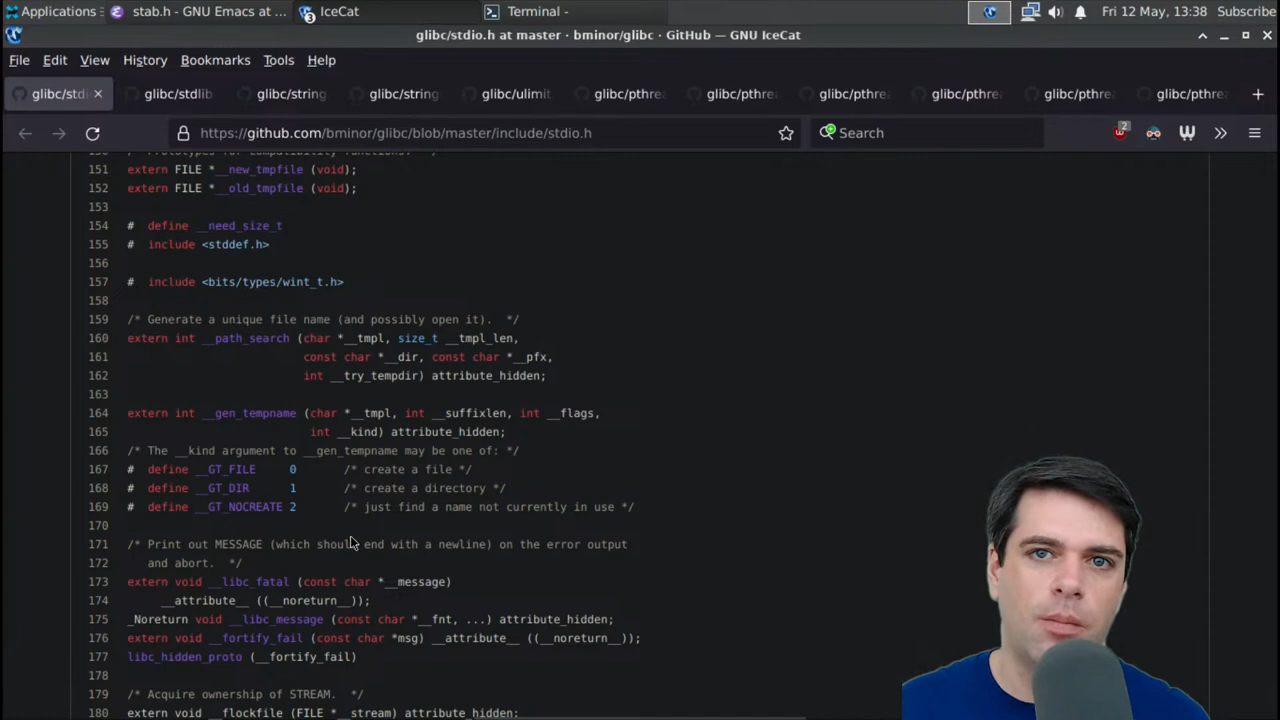 Applications
stab.h - GNU Emacs at ...
3
IceCat
Terminal -
Fri 12 May, 13:38
Subscribe
glibc/stdio.h at master · bminor/glibc · GitHub — GNU IceCat
File Edit View History Bookmarks Tools Help
glibc/stdi
glibc/stdlib
glibc/string
glibc/string
glibc/ulimit
glibc/pthre
glibc/pthre
glibc/pthre
glibc/pthre
glibc/pthre
glibc/pthre
https://github.com/bminor/glibc/blob/master/include/stdio.h
Search
2
150 /* Prototypes for compatibility functions. */
151 extern FILE *__new_tmpfile (void);
152 extern FILE *__old_tmpfile (void);
153
154 # define __need_size_t
155 # include <stddef.h>
156
157 # include <bits/types/wint_t.h>
158
159 /* Generate a unique file name (and possibly open it). */
160 extern int __path_search (char *__tmpl, size_t __tmpl_len,
161 const char *__dir, const char *__pfx,
162 int __try_tempdir) attribute_hidden;
163
164 extern int __gen_tempname (char *__tmpl, int __suffixlen, int __flags,
165 int __kind) attribute_hidden;
166 /* The __kind argument to __gen_tempname may be one of: */
167 # define __GT_FILE 0 /* create a file */
168 # define __GT_DIR 1 /* create a directory */
169 # define __GT_NOCREATE 2 /* just find a name not currently in use */
170
171 /* Print out MESSAGE (which should end with a newline) on the error output
172 and abort. */
173 extern void __libc_fatal (const char *__message)
174 __attribute__ ((__noreturn__));
175 _Noreturn void __libc_message (const char *__fnt, ...) attribute_hidden;
176 extern void __fortify_fail (const char *msg) __attribute__ ((__noreturn__));
177 libc_hidden_proto (__fortify_fail)
178
179 /* Acquire ownership of STREAM. */
180 extern void __flockfile (FILE *__stream) attribute_hidden;